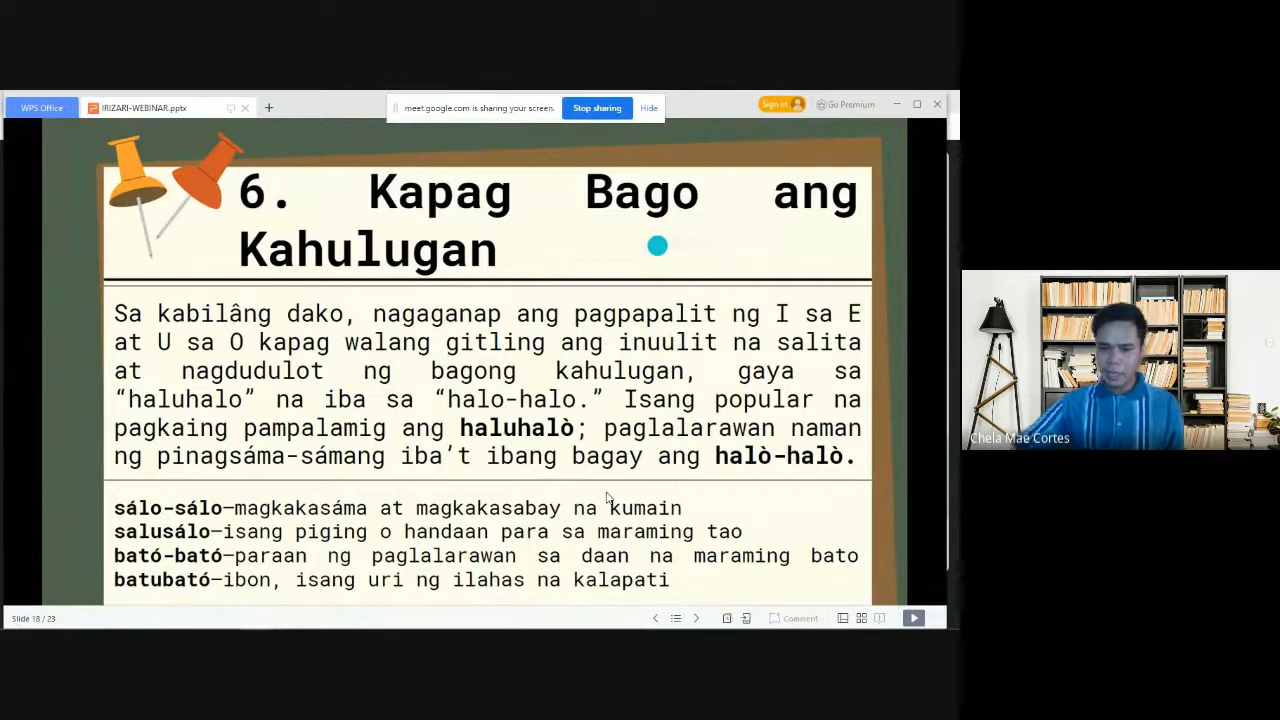 WPS Office
IRIZARI-WEBINAR.pptx
meet.google.com is sharing your screen.
Stop sharing
Hide
Sign in
Go Premium
6. Kapag Bago ang
Kahulugan
Sa kabilâng dako, nagaganap ang pagpapalit ng I sa E
at U sa O kapag walang gitling ang inuulit na salita
at nagdudulot ng bagong kahulugan, gaya sa
“haluhalo” na iba sa “halo-halo.” Isang popular na
pagkaing pampalamig ang haluhalò; paglalarawan naman
ng pinagsáma-sámang iba’t ibang bagay ang halò-halò.
sálo-sálo—magkakasáma at magkakasabay na kumain
salusálo—isang piging o handaan para sa maraming tao
bató-bató—paraan ng paglalarawan sa daan na maraming bato
batubató—ibon, isang uri ng ilahas na kalapati
Slide 18 / 23
Comment
Chela Mae Cortes